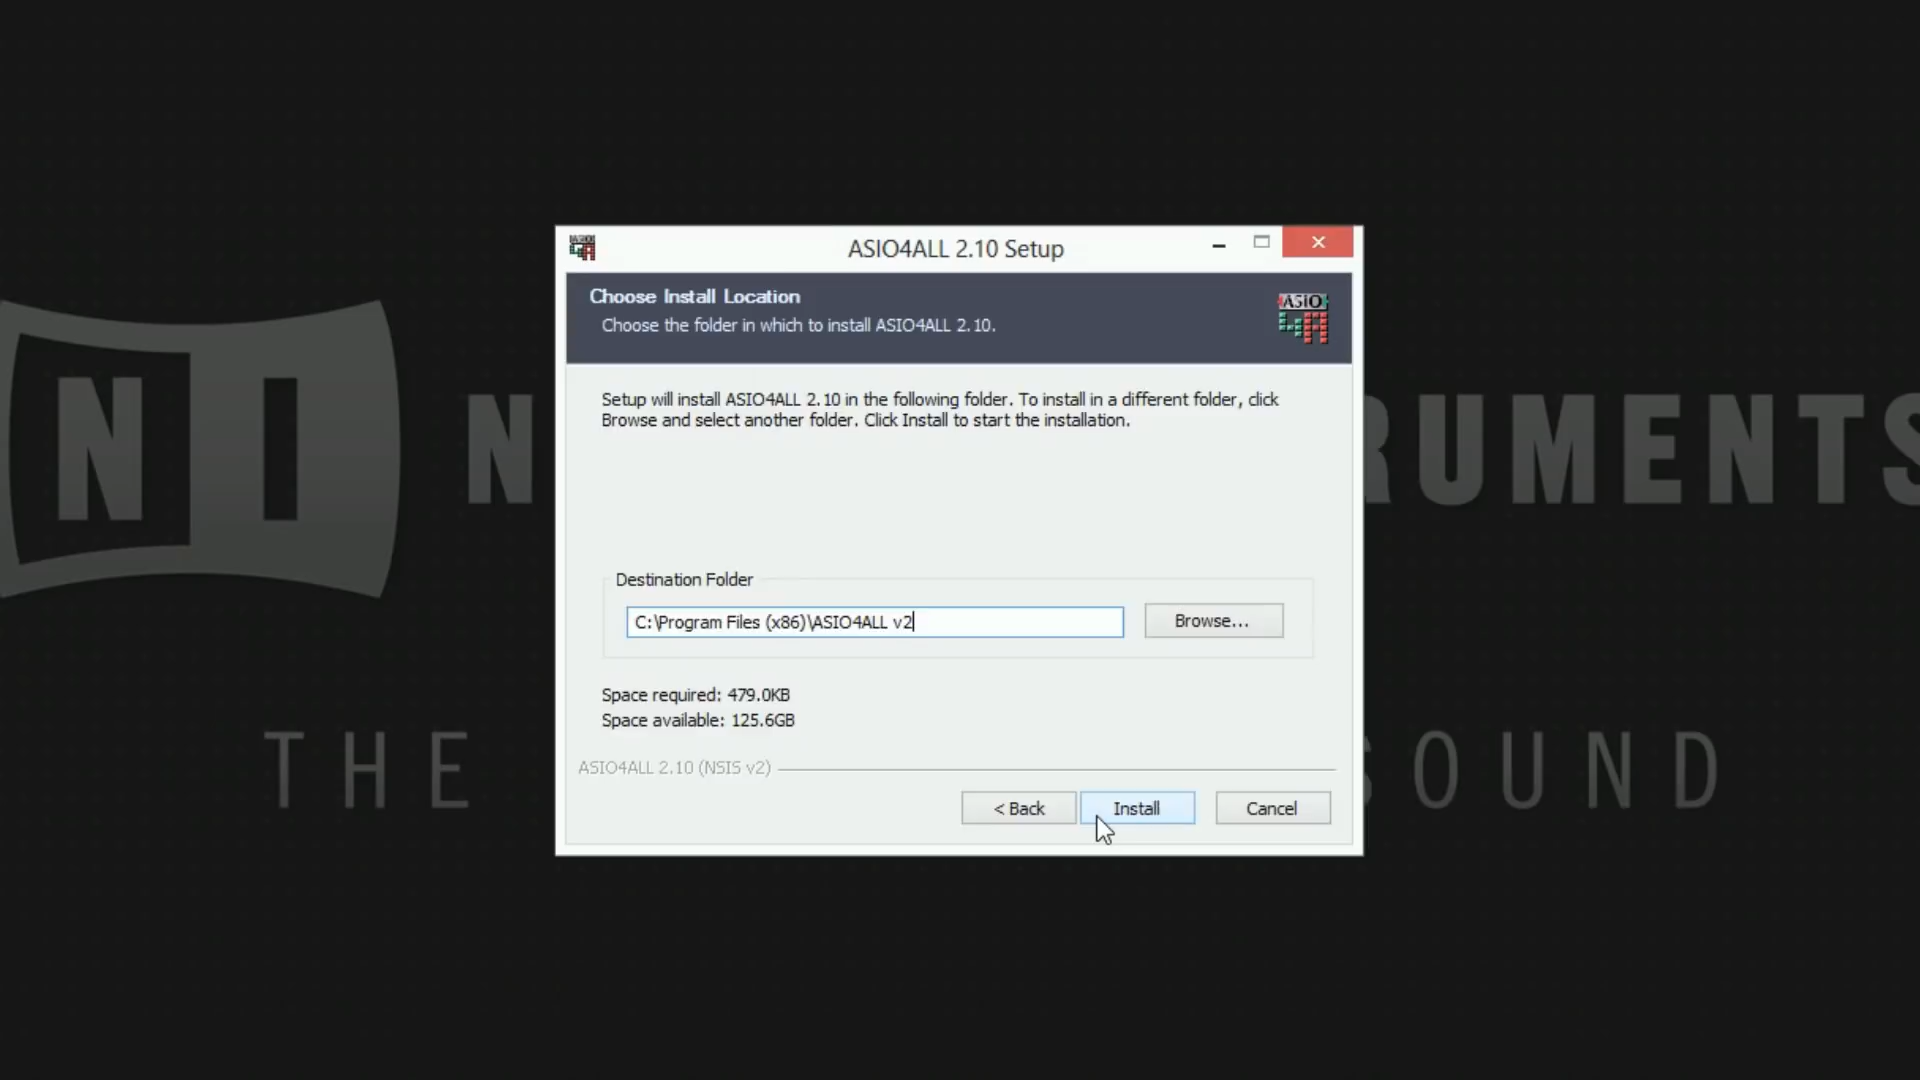 ASIO4ALL 2.10 Setup
Choose Install Location
Choose the folder in which to install ASIO4ALL 2.10.
ASIO
Setup will install ASIO4ALL 2.10 in the following folder. To install in a different folder, click
Browse and select another folder. Click Install to start the installation.
NI N RUMENTS
Destination Folder
C:\Program Files (x86)\ASIO4ALL v2
Browse...
Space required: 479.0KB
Space available: 125.6GB
THE SOUND
ASIO4ALL 2.10 (NSIS v2)
< Back
Install
Cancel